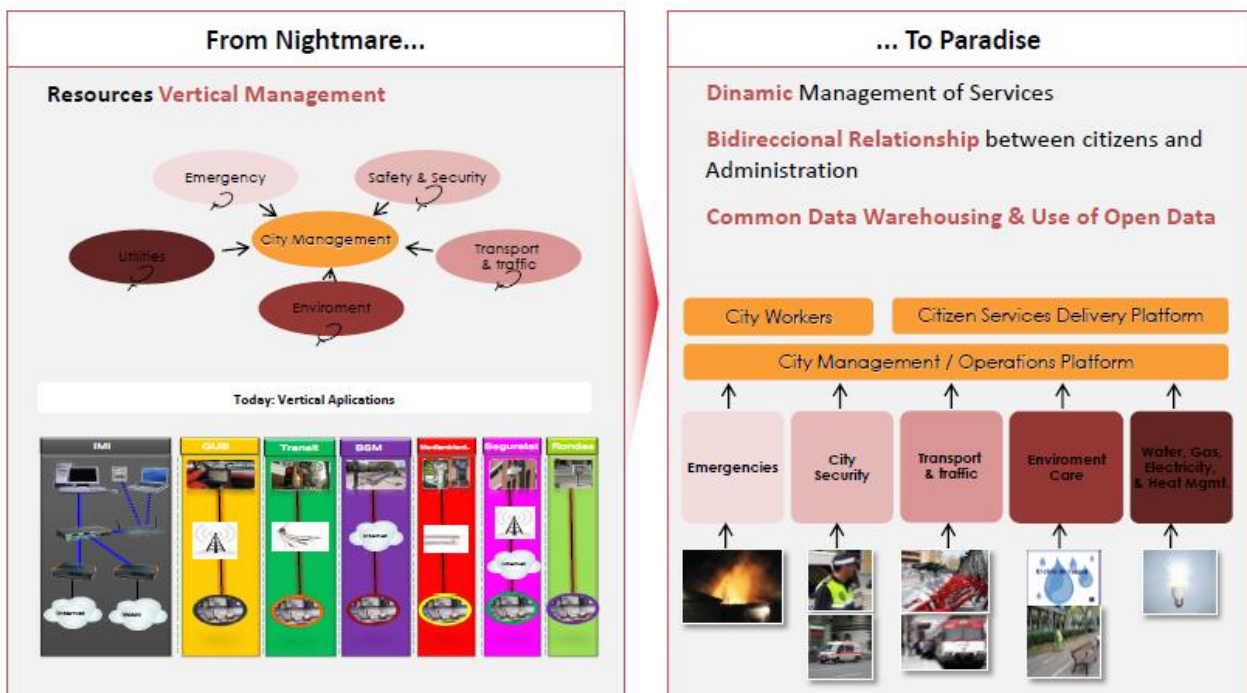 From Nightmare...
Resources Vertical Management
Emergency
Safety & Security
City Management
Utilities
Transport
& traffic
Enviroment
Today: Vertical Aplications
IMI
GUB
Transit
BSM
Mediambient.
Seguretat
Rondes
Internet
Internet
Internet
WAN
... To Paradise
Dinamic Management of Services
Bidireccional Relationship between citizens and
Administration
Common Data Warehousing & Use of Open Data
City Workers
Citizen Services Delivery Platform
City Management / Operations Platform
Emergencies
City
Security
Transport
& traffic
Enviroment
Care
Water, Gas,
Electricity,
& Heat Mgmt.